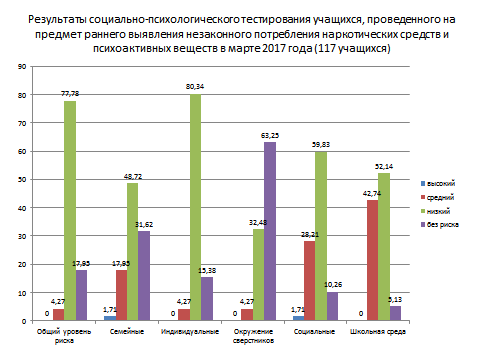 Результаты социально-психологического тестирования учащихся, проведенного на
предмет раннего выявления незаконного потребления наркотических средств и
психоактивных веществ в марте 2017 года (117 учащихся)
90
80
70
60
50
40
30
20
10
0
0 4,27 77,78 17,95
1,71 17,95 48,72 31,62
0 4,27 80,34 15,38
0 4,27 32,48 63,25
1,71 28,21 59,83 10,26
0 42,74 52,14 5,13
Общий уровень риска
Семейные
Индивидуальные
Окружение сверстников
Социальные
Школьная среда
высокий
средний
низкий
без риска